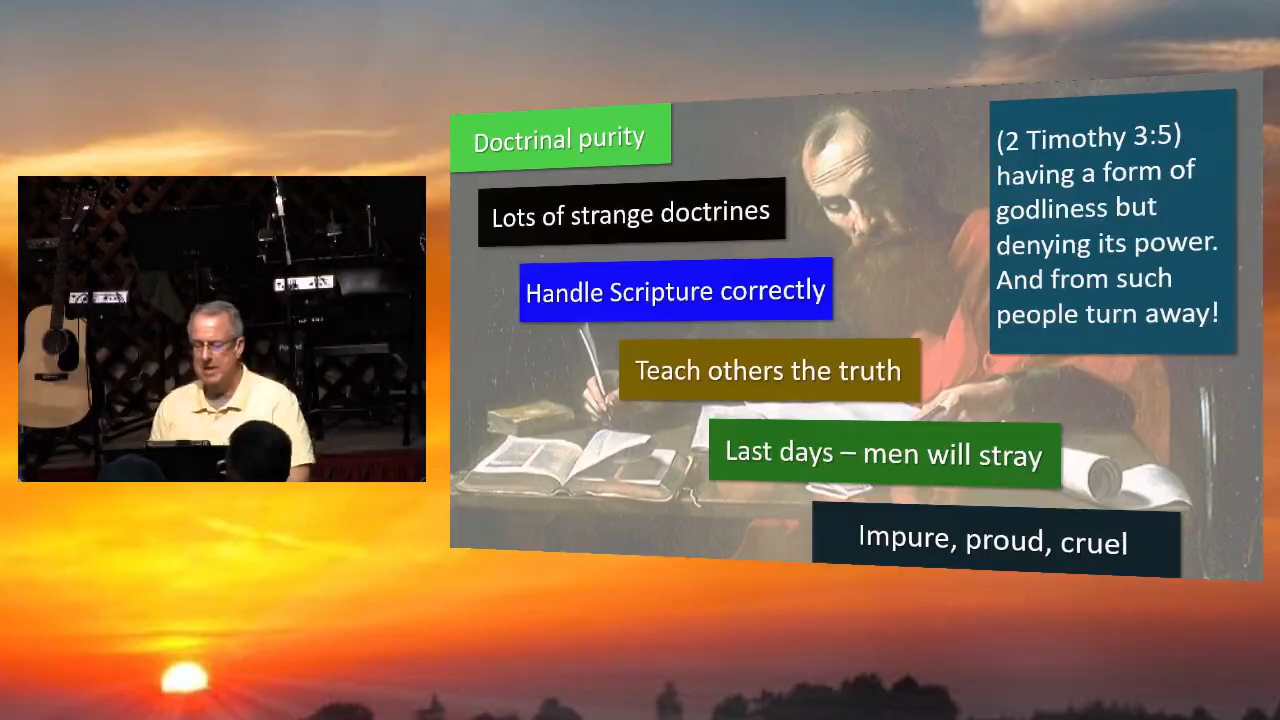 Doctrinal purity
Lots of strange doctrines
Handle Scripture correctly
Teach others the truth
Last days – men will stray
Impure, proud, cruel
(2 Timothy 3:5)
having a form of
godliness but
denying its power.
And from such
people turn away!